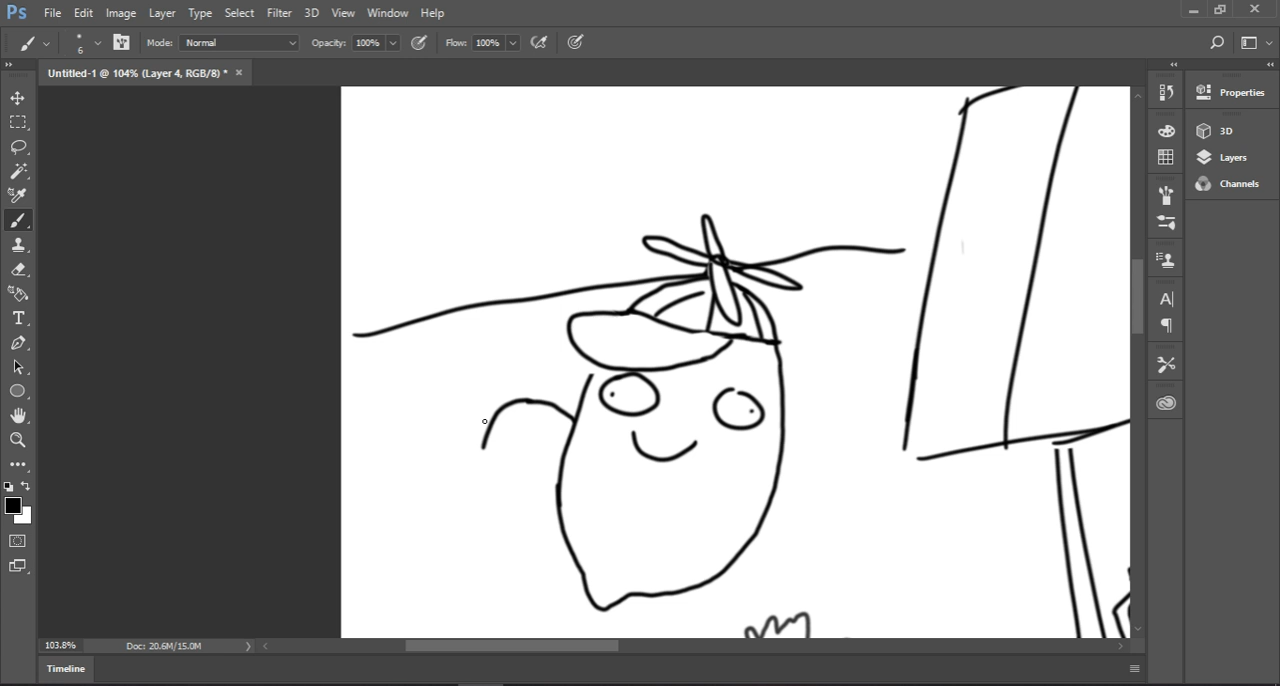 Ps File Edit Image Layer Type Select Filter 3D View Window Help
6 Mode: Normal Opacity: 100% Flow: 100%
Untitled-1 @ 104% (Layer 4, RGB/8) * ×
Properties
3D
Layers
Channels
103.8% Doc: 20.6M/15.0M
Timeline